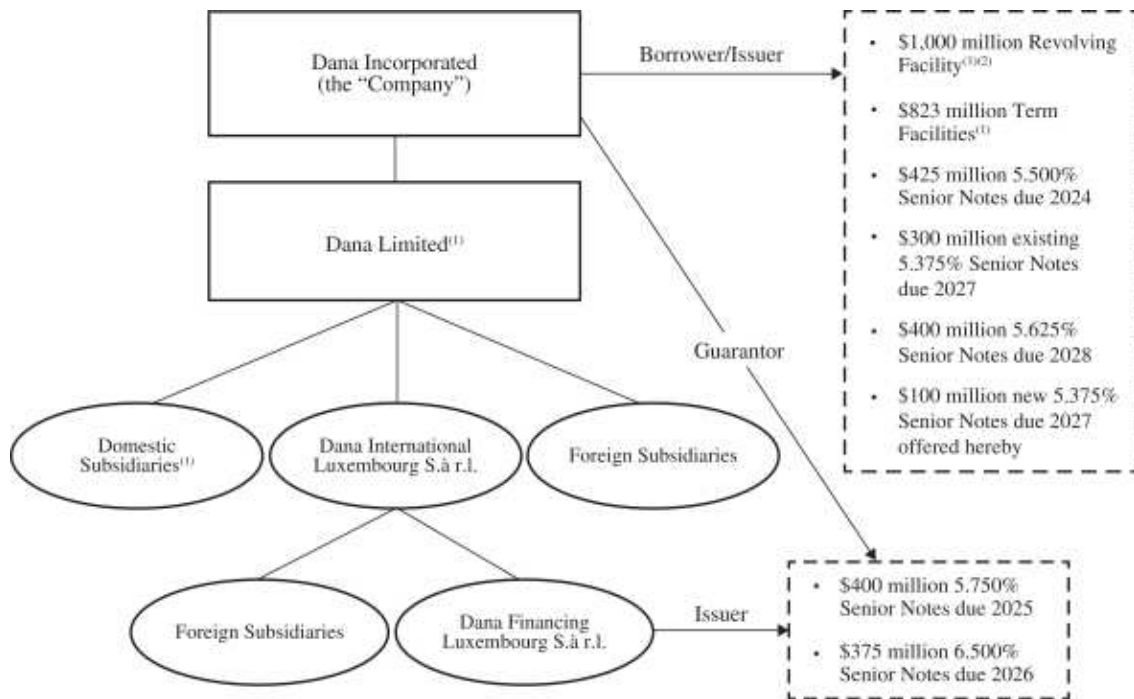 Dana Incorporated
(the “Company”)
Borrower/Issuer
• $1,000 million Revolving
Facility⁽¹⁾⁽²⁾
• $823 million Term
Facilities⁽¹⁾
• $425 million 5.500%
Senior Notes due 2024
• $300 million existing
5.375% Senior Notes
due 2027
• $400 million 5.625%
Senior Notes due 2028
• $100 million new 5.375%
Senior Notes due 2027
offered hereby
Dana Limited⁽¹⁾
Guarantor
Domestic
Subsidiaries⁽¹⁾
Dana International
Luxembourg S.à r.l.
Foreign Subsidiaries
Foreign Subsidiaries
Dana Financing
Luxembourg S.à r.l.
Issuer
• $400 million 5.750%
Senior Notes due 2025
• $375 million 6.500%
Senior Notes due 2026